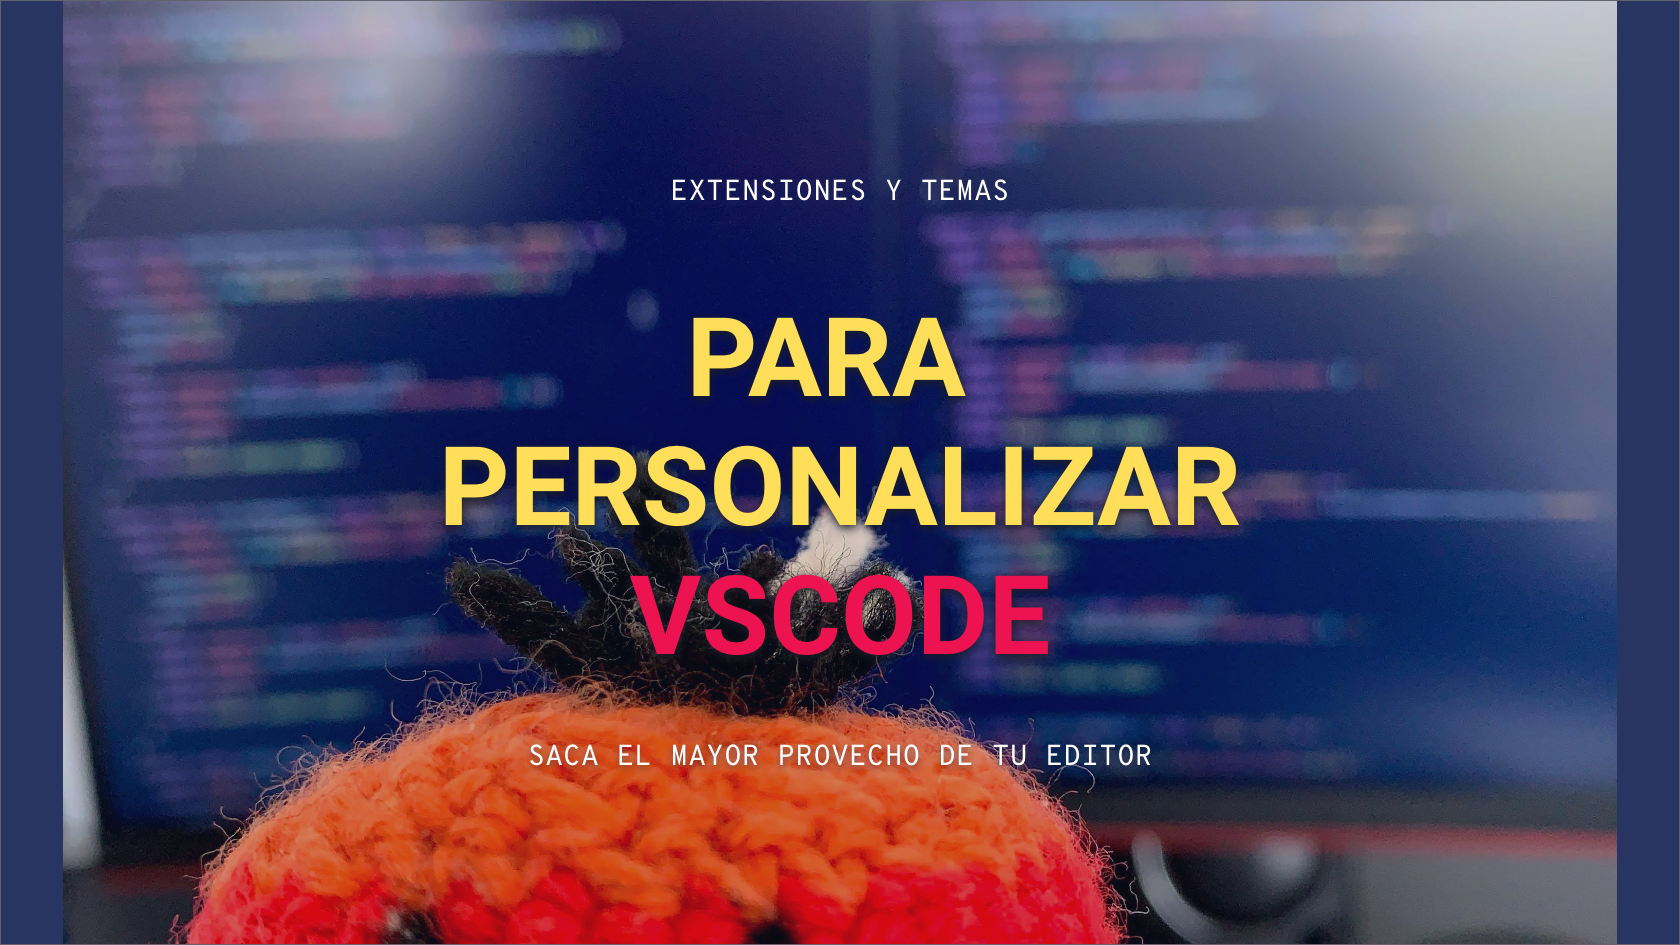 EXTENSIONES Y TEMAS
PARA
PERSONALIZAR
VSCODE
SACA EL MAYOR PROVECHO DE TU EDITOR